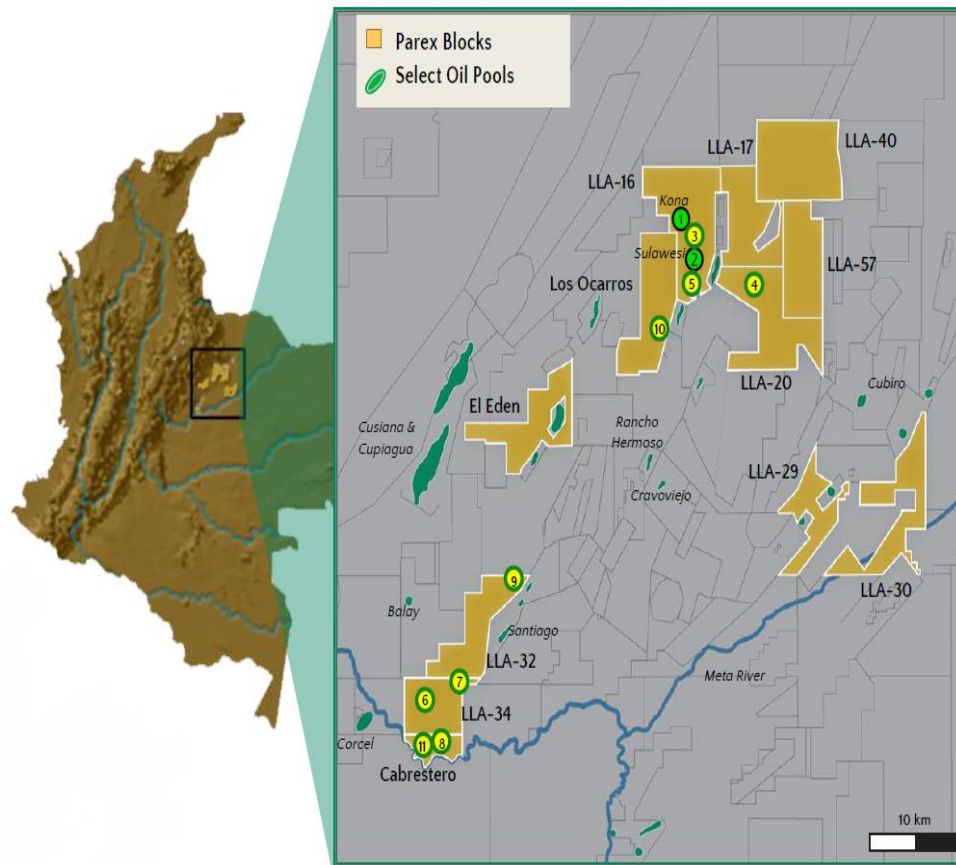 Parex Blocks
Select Oil Pools
LLA-40
LLA-17
LLA-16
Kona
1
3
Sulawesi
2
LLA-57
5
4
Los Ocarros
10
LLA-20
Cubiro
El Eden
Rancho
Hermoso
Cusiana &
Cupiagua
LLA-29
Cravoviejo
9
LLA-30
Balay
Santiago
LLA-32
Meta River
7
6
LLA-34
Corcel
11
8
Cabrestero
10 km